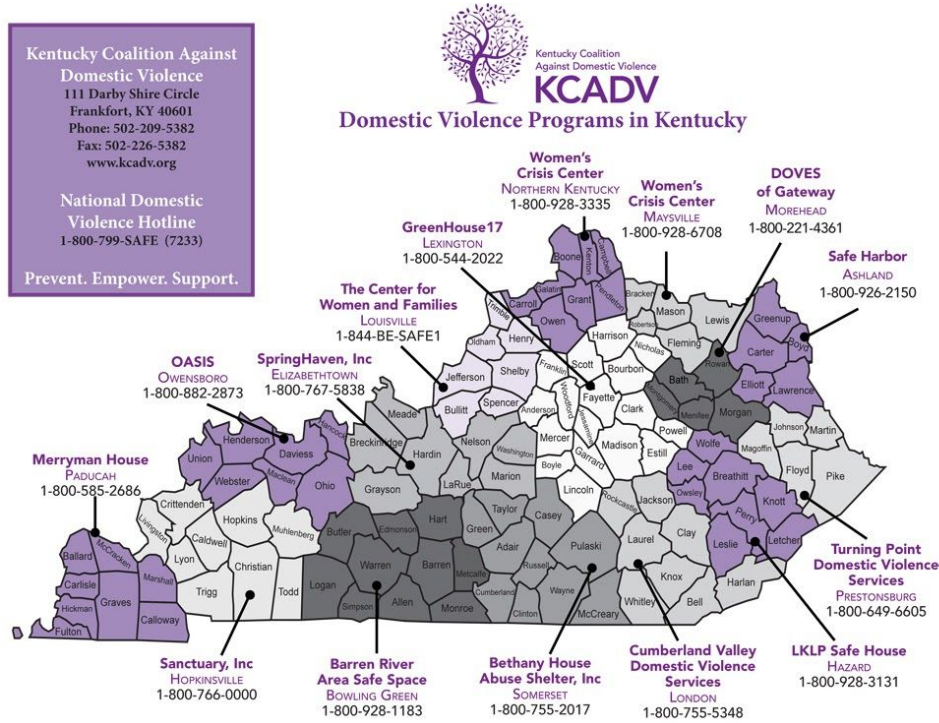 Kentucky Coalition Against
Domestic Violence
111 Darby Shire Circle
Frankfort, KY 40601
Phone: 502-209-5382
Fax: 502-226-5382
www.kcadv.org
National Domestic
Violence Hotline
1-800-799-SAFE (7233)
Prevent. Empower. Support.
Kentucky Coalition
Against Domestic Violence
KCADV
Domestic Violence Programs in Kentucky
Women's
Crisis Center
NORTHERN KENTUCKY
1-800-928-3335
Women's
Crisis Center
MAYSVILLE
1-800-928-6708
DOVES
of Gateway
MOREHEAD
1-800-221-4361
GreenHouse17
LEXINGTON
1-800-544-2022
Safe Harbor
ASHLAND
1-800-926-2150
The Center for
Women and Families
LOUISVILLE
1-844-BE-SAFE1
OASIS
OWENSBORO
1-800-882-2873
SpringHaven, Inc
ELIZABETHTOWN
1-800-767-5838
Merryman House
PADUCAH
1-800-585-2686
Boone
Kenton
Campbell
Galatin
Grant
Pendleton
Carroll
Owen
Trimble
Bracken
Mason
Robertson
Lewis
Fleming
Greenup
Boyd
Carter
Rowan
Elliott
Lawrence
Oldham
Henry
Harrison
Nicholas
Jefferson
Shelby
Franklin
Scott
Bourbon
Bath
Bullitt
Spencer
Anderson
Woodford
Fayette
Jessamine
Clark
Montgomery
Menifee
Morgan
Johnson
Martin
Meade
Breckinridge
Hardin
Nelson
Washington
Mercer
Boyle
Garrard
Madison
Estill
Powell
Wolfe
Magoffin
Floyd
Pike
Hancock
Henderson
Daviess
Union
Webster
Maclean
Ohio
Grayson
LaRue
Marion
Lincoln
Rockcastle
Jackson
Lee
Owsley
Breathitt
Knott
Perry
Letcher
Leslie
Crittenden
Livingston
Hopkins
Muhlenberg
Caldwell
Lyon
Christian
Trigg
Todd
Butler
Edmonson
Hart
Green
Taylor
Casey
Adair
Russell
Pulaski
Laurel
Clay
Knox
Harlan
Bell
Whitley
Logan
Warren
Barren
Metcalfe
Simpson
Allen
Monroe
Cumberland
Clinton
Wayne
McCreary
Ballard
McCracken
Carlisle
Graves
Marshall
Hickman
Fulton
Calloway
Turning Point
Domestic Violence
Services
PRESTONSBURG
1-800-649-6605
Sanctuary, Inc
HOPKINSVILLE
1-800-766-0000
Barren River
Area Safe Space
BOWLING GREEN
1-800-928-1183
Bethany House
Abuse Shelter, Inc
SOMERSET
1-800-755-2017
Cumberland Valley
Domestic Violence
Services
LONDON
1-800-755-5348
LKLP Safe House
HAZARD
1-800-928-3131